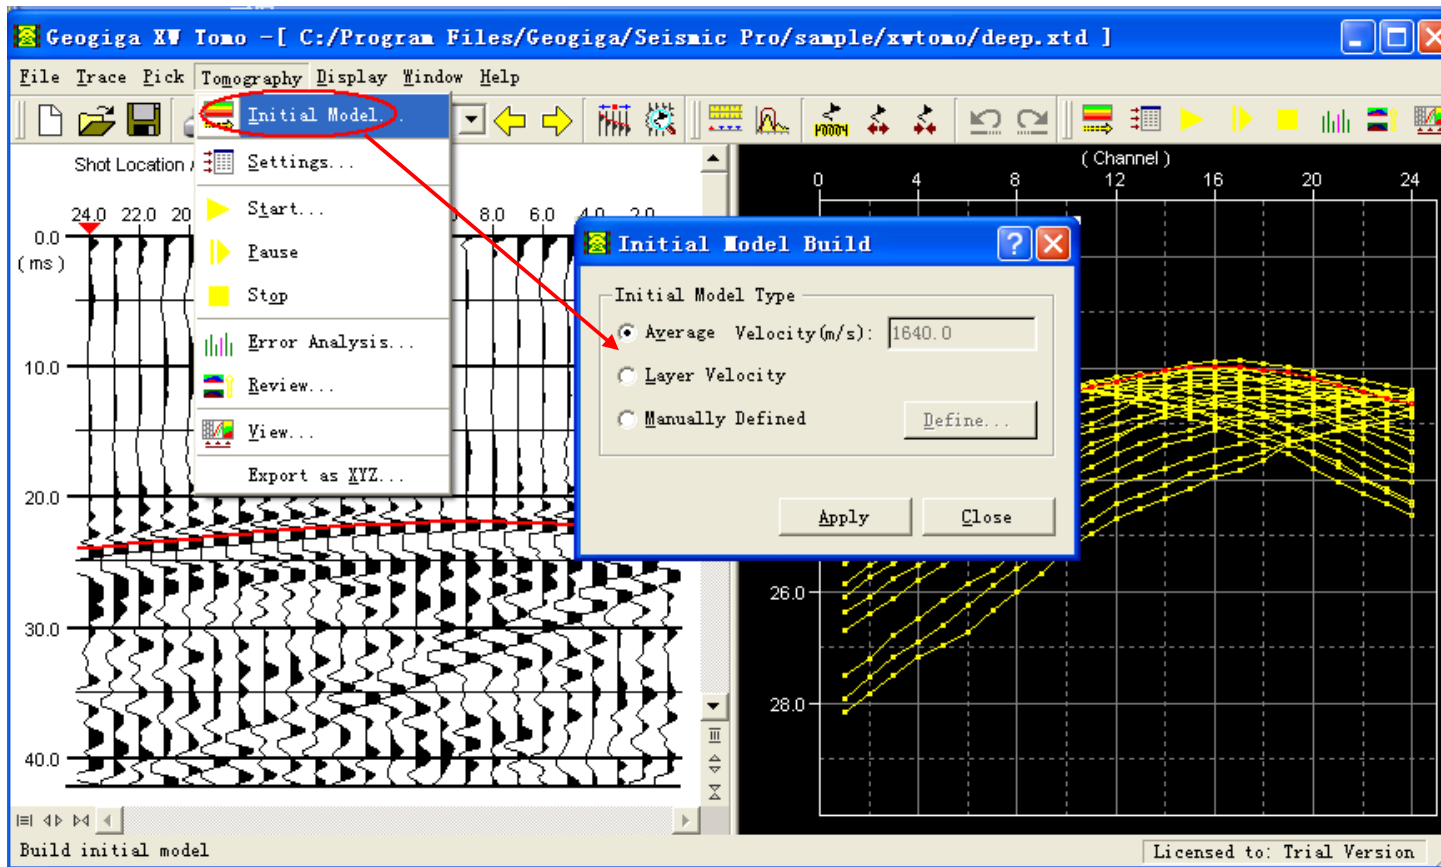 Geogiga XW Tomo -[ C:/Program Files/Geogiga/Seismic Pro/sample/xwtomo/deep.xtd ]
File Trace Pick Tomography Display Window Help
Initial Model...
Settings...
Start...
Pause
Stop
Error Analysis...
Review...
View...
Export as XYZ...
Shot Location
24.0 22.0 20 8.0 6.0 4.0 2.0
0.0
( ms )
10.0
20.0
30.0
40.0
( Channel )
0 4 8 12 16 20 24
26.0
28.0
Initial Model Build
Initial Model Type
Average Velocity(m/s): 1640.0
Layer Velocity
Manually Defined Define...
Apply Close
Build initial model
Licensed to: Trial Version